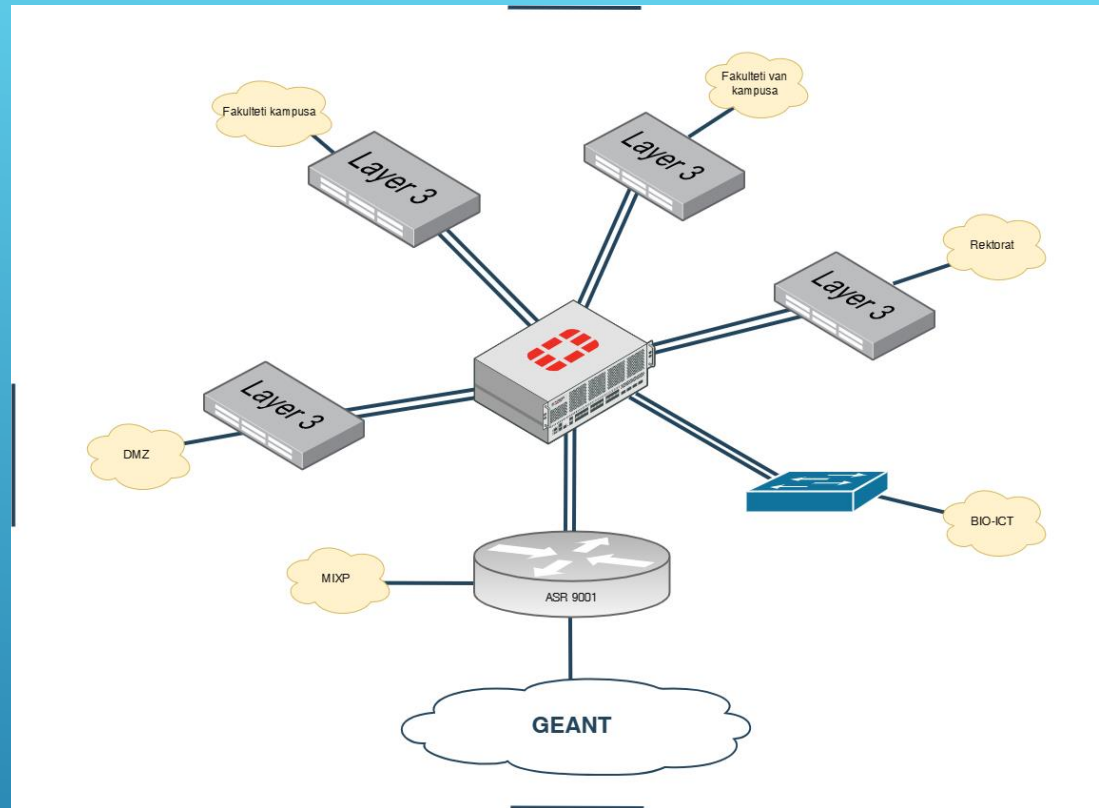 Fakulteti van
kampusa
Fakulteti kampusa
Layer 3
Layer 3
Rektorat
Layer 3
Layer 3
DMZ
BIO-ICT
MIXP
ASR 9001
GEANT